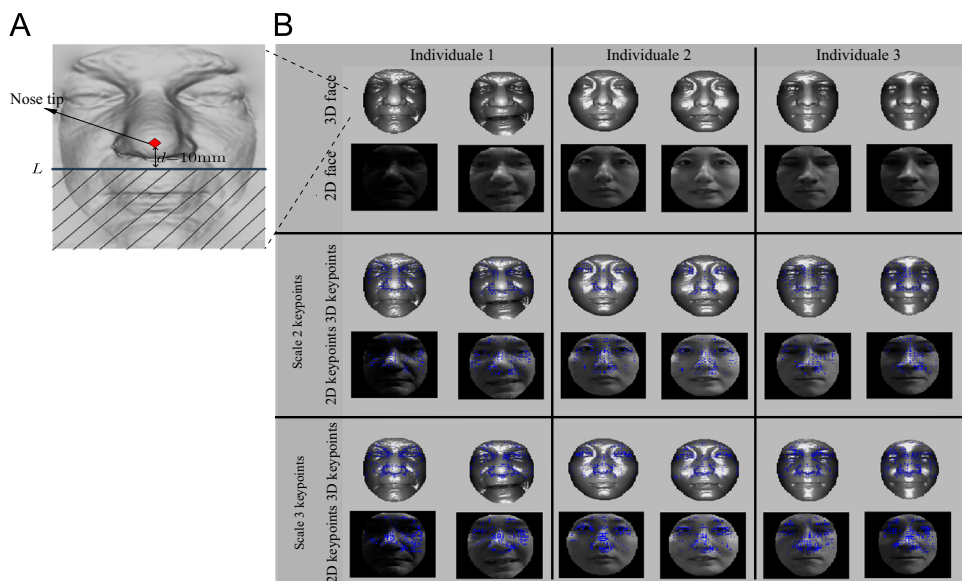 A
B
Nose tip
d=10mm
L
Individuale 1
Individuale 2
Individuale 3
3D face
2D face
Scale 2 keypoints
3D keypoints
2D keypoints
Scale 3 keypoints
3D keypoints
2D keypoints